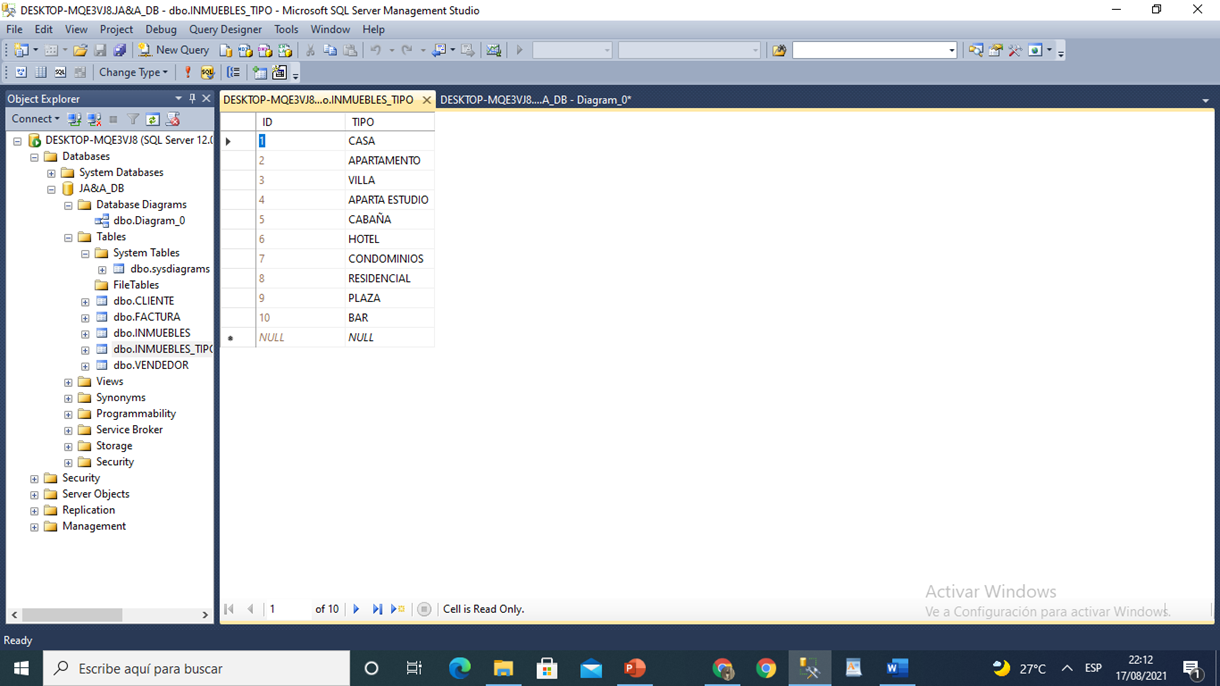 DESKTOP-MQE3VJ8.JA&A_DB - dbo.INMUEBLES_TIPO - Microsoft SQL Server Management Studio
File Edit View Project Debug Query Designer Tools Window Help
New Query
Change Type
Object Explorer
Connect
DESKTOP-MQE3VJ8 (SQL Server 12.0
Databases
System Databases
JA&A_DB
Database Diagrams
dbo.Diagram_0
Tables
System Tables
dbo.sysdiagrams
FileTables
dbo.CLIENTE
dbo.FACTURA
dbo.INMUEBLES
dbo.INMUEBLES_TIPO
dbo.VENDEDOR
Views
Synonyms
Programmability
Service Broker
Storage
Security
Security
Server Objects
Replication
Management
DESKTOP-MQE3VJ8...o.INMUEBLES_TIPO DESKTOP-MQE3VJ8....A_DB - Diagram_0*
ID TIPO
1 CASA
2 APARTAMENTO
3 VILLA
4 APARTA ESTUDIO
5 CABAÑA
6 HOTEL
7 CONDOMINIOS
8 RESIDENCIAL
9 PLAZA
10 BAR
NULL NULL
1 of 10 Cell is Read Only.
Activar Windows
Ve a Configuración para activar Windows.
Ready
Escribe aquí para buscar
27°C ESP 22:12
17/08/2021
1